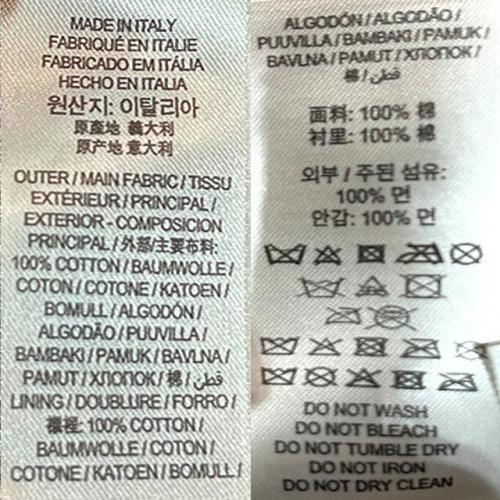 MADE IN ITALY
FABRIQUÉ EN ITALIE
FABRICADO EM ITÁLIA
HECHO EN ITALIA
원산지: 이탈리아
原產地 義大利
原产地 意大利
OUTER / MAIN FABRIC / TISSU
EXTÉRIEUR / PRINCIPAL /
EXTERIOR - COMPOSICION
PRINCIPAL / 外部/主要布料:
100% COTTON / BAUMWOLLE /
COTON / COTONE / KATOEN /
BOMULL / ALGODÓN /
ALGODÃO / PUUVILLA /
BAMBAKI / PAMUK / BAVLNA /
PAMUT / ХЛОПОК / 棉 / قطن /
LINING / DOUBLURE / FORRO /
襯裡: 100% COTTON /
BAUMWOLLE / COTON /
COTONE / KATOEN / BOMULL /
ALGODÓN / ALGODÃO /
PUUVILLA / BAMBAKI / PAMUK /
BAVLNA / PAMUT / ХЛОПОК /
棉 / قطن
面料: 100% 棉
衬里: 100% 棉
외부 / 주된 섬유:
100% 면
안감: 100% 면
DO NOT WASH
DO NOT BLEACH
DO NOT TUMBLE DRY
DO NOT IRON
DO NOT DRY CLEAN